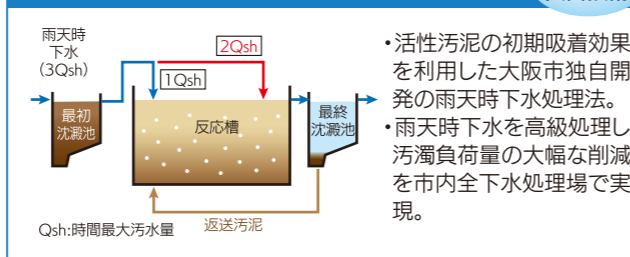 雨天時
下水
(3Qsh)
2Qsh
1Qsh
最初
沈澱池
反応槽
最終
沈澱池
Qsh:時間最大汚水量
返送汚泥
・活性汚泥の初期吸着効果
を利用した大阪市独自開
発の雨天時下水処理法。
・雨天時下水を高級処理し
汚濁負荷量の大幅な削減
を市内全下水処理場で実
現。